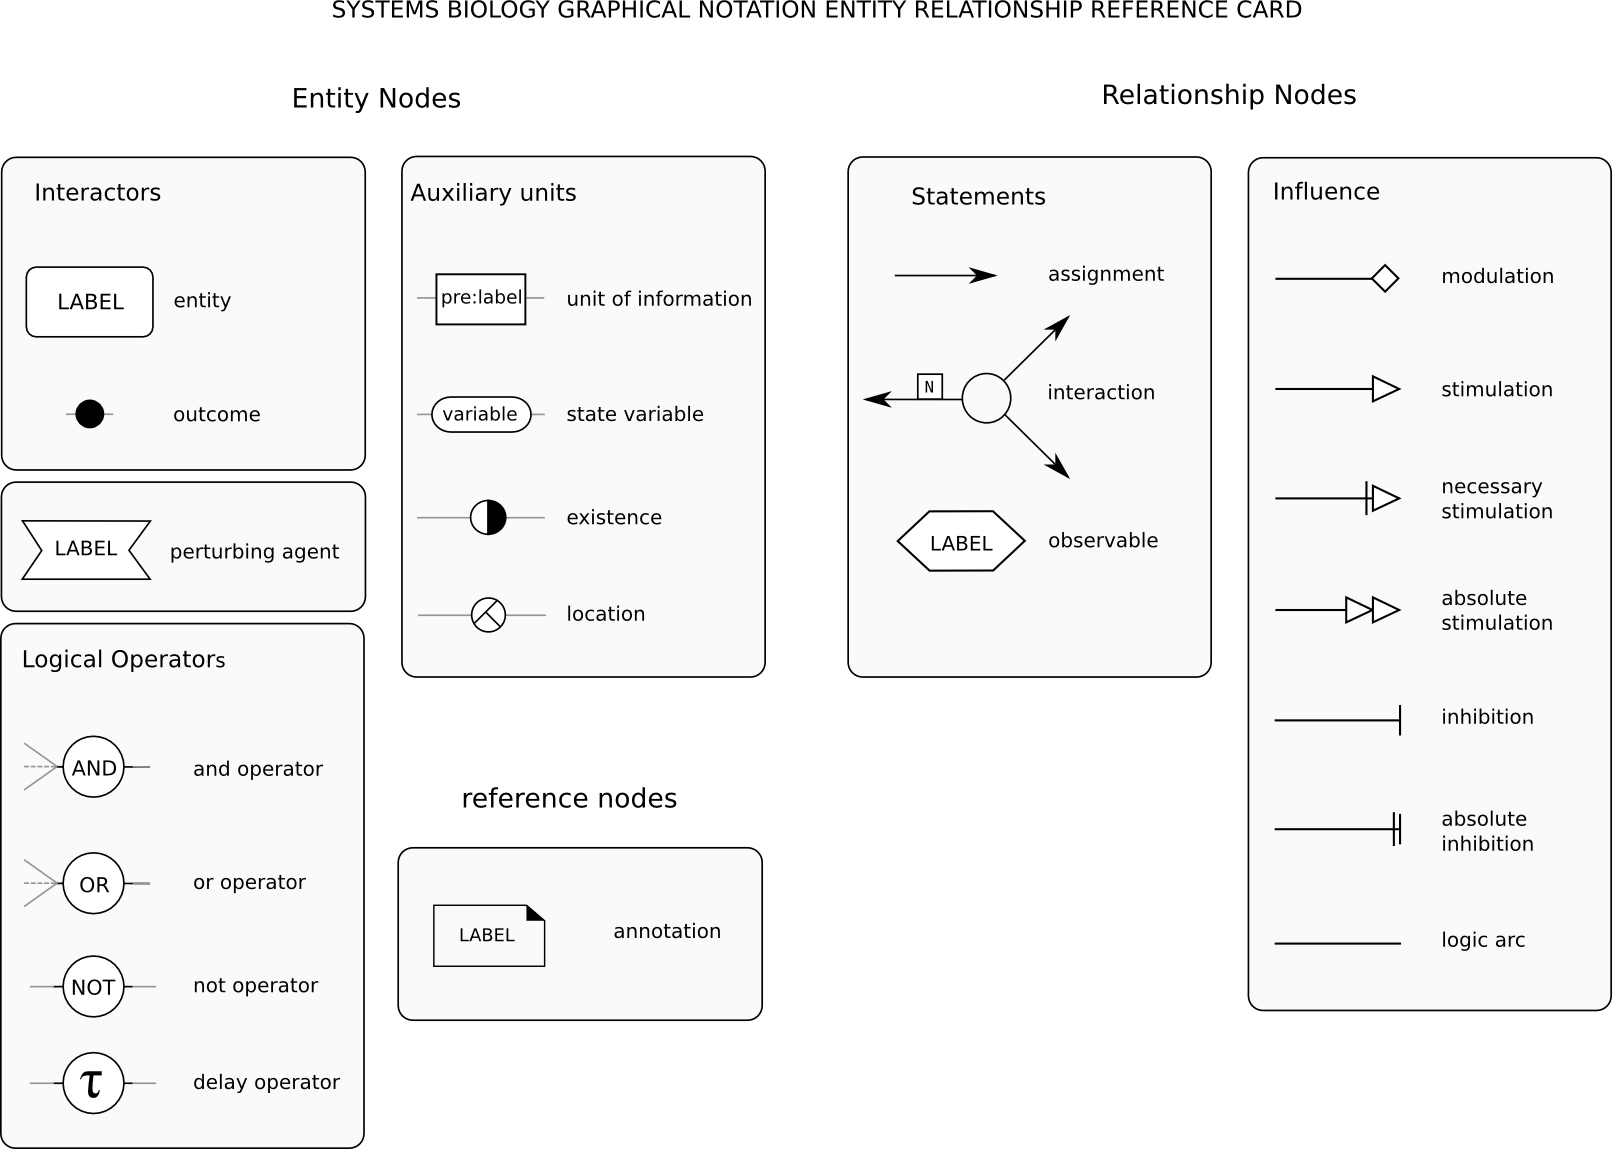 SYSTEMS BIOLOGY GRAPHICAL NOTATION ENTITY RELATIONSHIP REFERENCE CARD
Entity Nodes
Interactors
LABEL
entity
outcome
LABEL
perturbing agent
Logical Operators
AND
and operator
OR
or operator
NOT
not operator
τ
delay operator
Auxiliary units
pre:label
unit of information
variable
state variable
existence
location
reference nodes
LABEL
annotation
Relationship Nodes
Statements
assignment
N
interaction
LABEL
observable
Influence
modulation
stimulation
necessary
stimulation
absolute
stimulation
inhibition
absolute
inhibition
logic arc